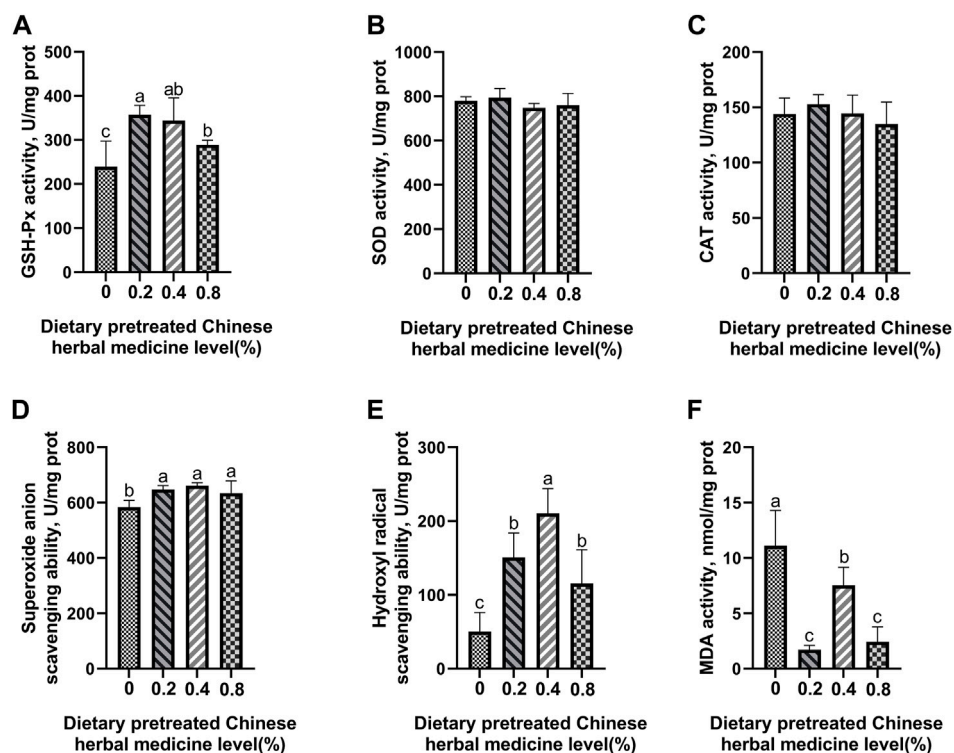 A
GSH-Px activity, U/mg prot
500
400
300
200
100
0
c
a
ab
b
0 0.2 0.4 0.8
Dietary pretreated Chinese
herbal medicine level(%)
B
SOD activity, U/mg prot
1000
800
600
400
200
0
0 0.2 0.4 0.8
Dietary pretreated Chinese
herbal medicine level(%)
C
CAT activity, U/mg prot
200
150
100
50
0
0 0.2 0.4 0.8
Dietary pretreated Chinese
herbal medicine level(%)
D
Superoxide anion
scavenging ability, U/mg prot
800
600
400
200
0
b
a
a
a
0 0.2 0.4 0.8
Dietary pretreated Chinese
herbal medicine level(%)
E
Hydroxyl radical
scavenging ability, U/mg prot
300
200
100
0
c
b
a
b
0 0.2 0.4 0.8
Dietary pretreated Chinese
herbal medicine level(%)
F
MDA activity, nmol/mg prot
20
15
10
5
0
a
c
b
c
0 0.2 0.4 0.8
Dietary pretreated Chinese
herbal medicine level(%)